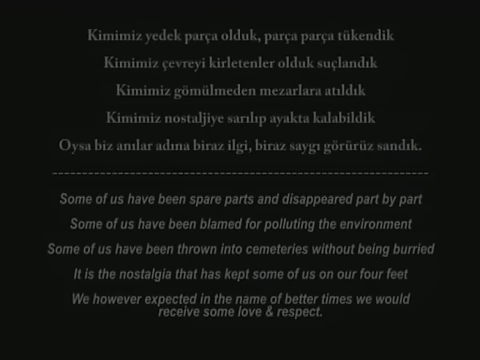 Kimimiz yedek parça olduk, parça parça tükendik
Kimimiz çevreyi kirletenler olduk suçlandık
Kimimiz gömülmeden mezarlara atıldık
Kimimiz nostaljiye sarılıp ayakta kalabildik
Oysa biz anılar adına biraz ilgi, biraz saygı görürüz sandık.
Some of us have been spare parts and disappeared part by part
Some of us have been blamed for polluting the environment
Some of us have been thrown into cemeteries without being burried
It is the nostalgia that has kept some of us on our four feet
We however expected in the name of better times we would
receive some love & respect.